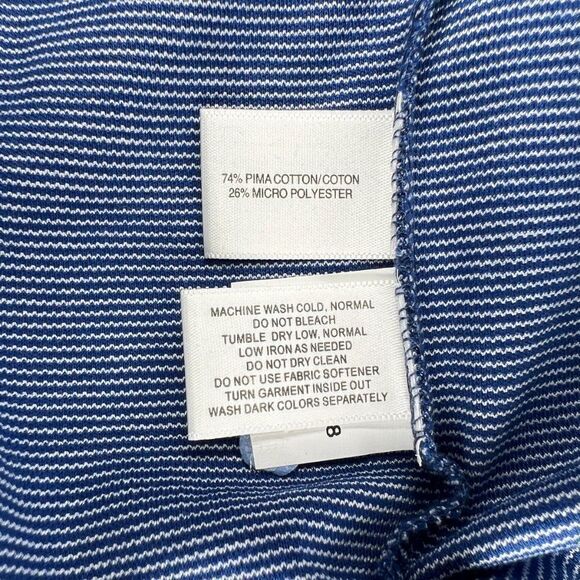 74% PIMA COTTON/COTON
26% MICRO POLYESTER
MACHINE WASH COLD, NORMAL
DO NOT BLEACH
TUMBLE DRY LOW, NORMAL
LOW IRON AS NEEDED
DO NOT DRY CLEAN
DO NOT USE FABRIC SOFTENER
TURN GARMENT INSIDE OUT
WASH DARK COLORS SEPARATELY
8